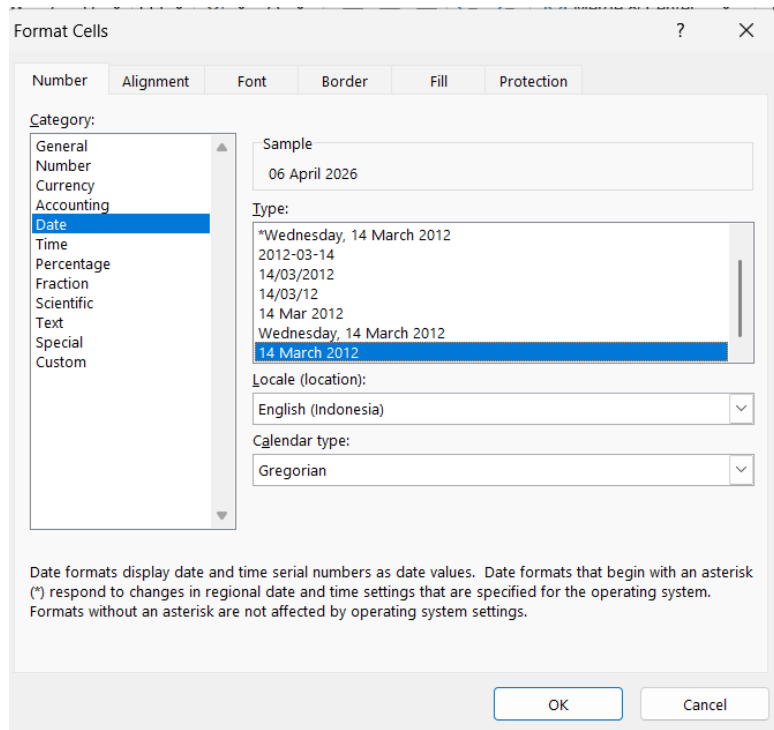 Format Cells ? ×
Number Alignment Font Border Fill Protection
Category:
General
Number
Currency
Accounting
Date
Time
Percentage
Fraction
Scientific
Text
Special
Custom
Sample
06 April 2026
Type:
*Wednesday, 14 March 2012
2012-03-14
14/03/2012
14/03/12
14 Mar 2012
Wednesday, 14 March 2012
14 March 2012
Locale (location):
English (Indonesia)
Calendar type:
Gregorian
Date formats display date and time serial numbers as date values.  Date formats that begin with an asterisk
(*) respond to changes in regional date and time settings that are specified for the operating system.
Formats without an asterisk are not affected by operating system settings.
OK Cancel